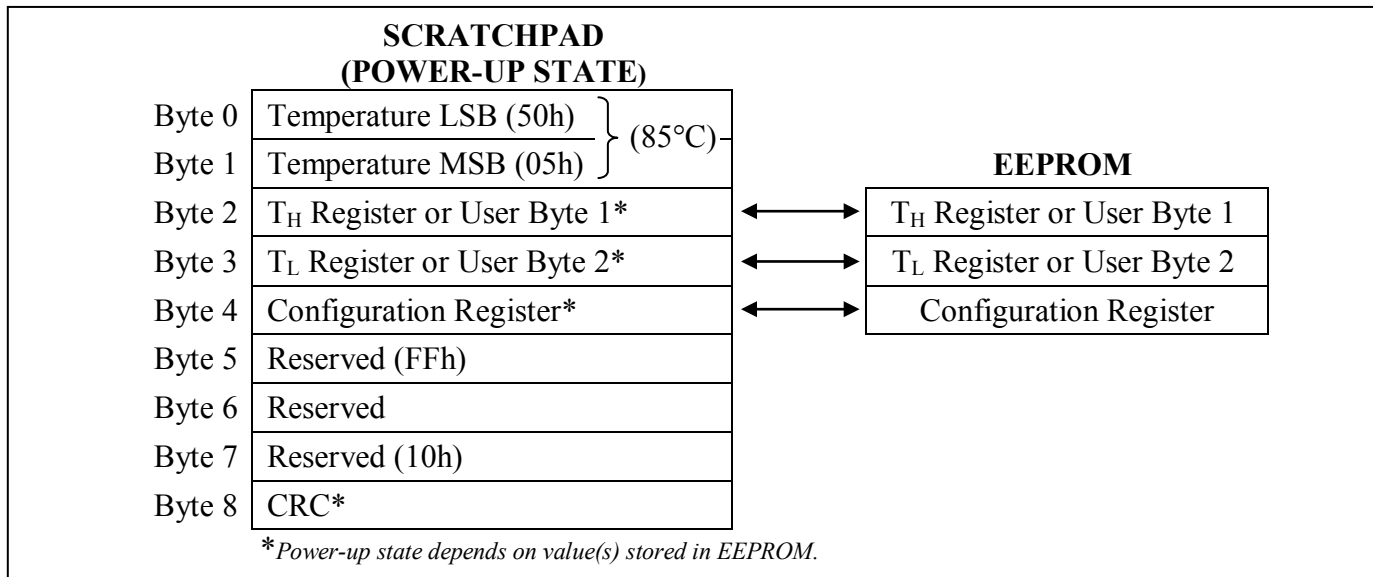 SCRATCHPAD
(POWER-UP STATE)
Byte 0 Temperature LSB (50h)
(85°C)
Byte 1 Temperature MSB (05h)
EEPROM
Byte 2 TH Register or User Byte 1* TH Register or User Byte 1
Byte 3 TL Register or User Byte 2* TL Register or User Byte 2
Byte 4 Configuration Register* Configuration Register
Byte 5 Reserved (FFh)
Byte 6 Reserved
Byte 7 Reserved (10h)
Byte 8 CRC*
*Power-up state depends on value(s) stored in EEPROM.